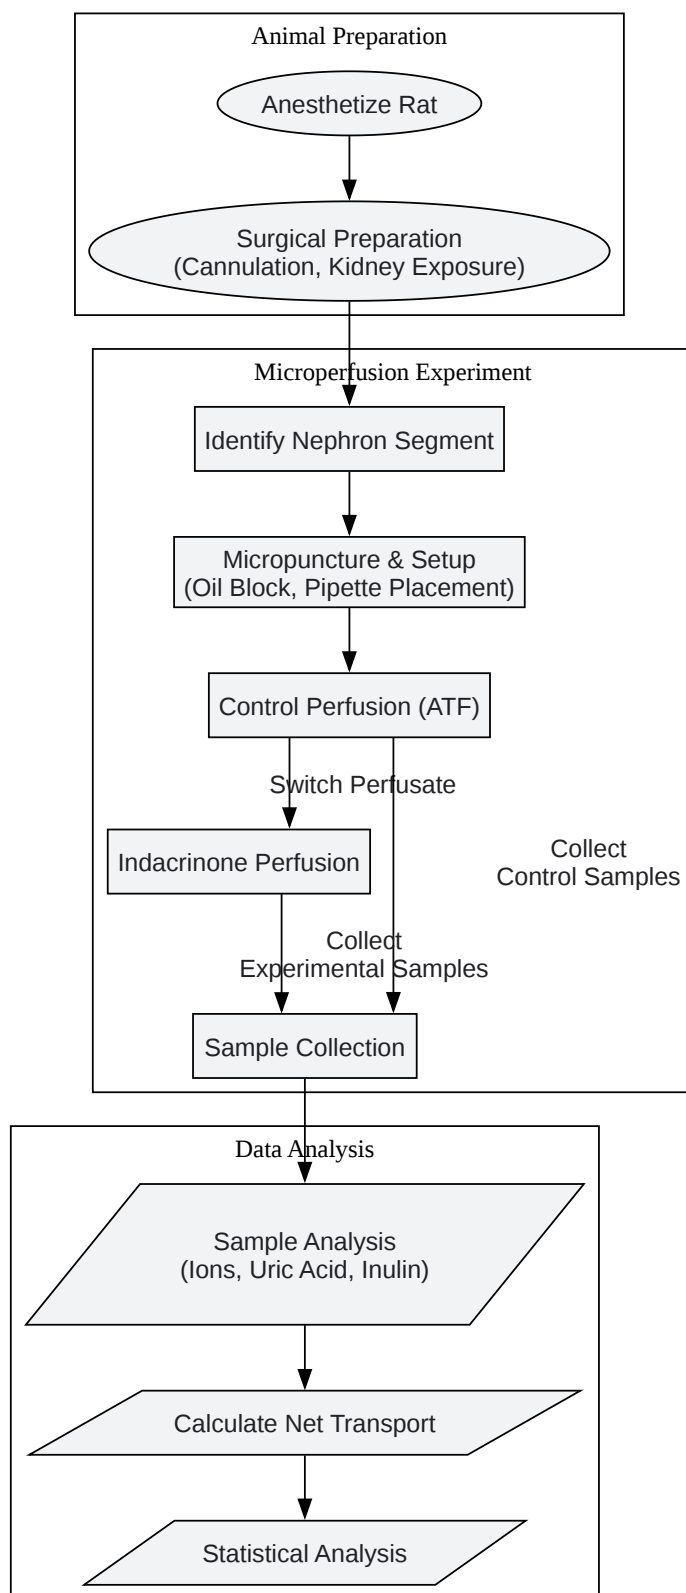 Animal Preparation
Anesthetize Rat
Surgical Preparation
(Cannulation, Kidney Exposure)
Microperfusion Experiment
Identify Nephron Segment
Micropuncture & Setup
(Oil Block, Pipette Placement)
Control Perfusion (ATF)
Switch Perfusate
Indacrinone Perfusion
Collect
Control Samples
Collect
Experimental Samples
Sample Collection
Data Analysis
Sample Analysis
(Ions, Uric Acid, Inulin)
Calculate Net Transport
Statistical Analysis